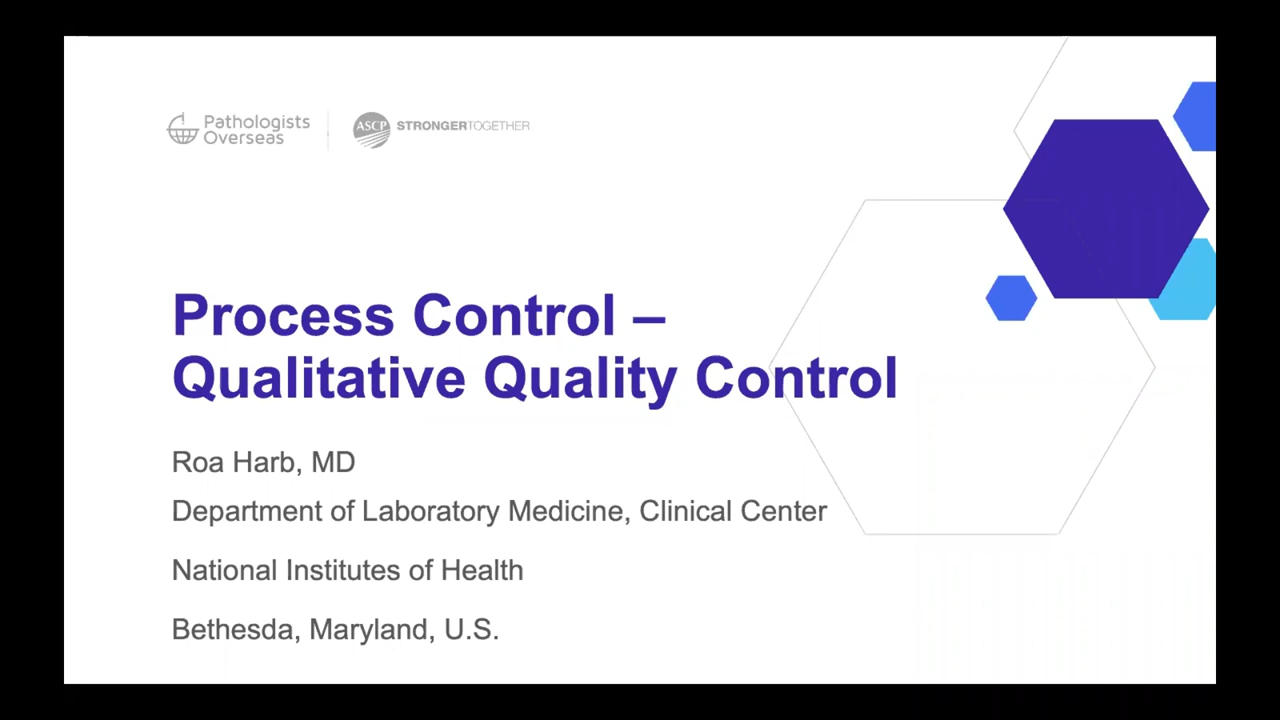 Pathologists
Overseas
ASCP STRONGERTOGETHER
Process Control –
Qualitative Quality Control
Roa Harb, MD
Department of Laboratory Medicine, Clinical Center
National Institutes of Health
Bethesda, Maryland, U.S.